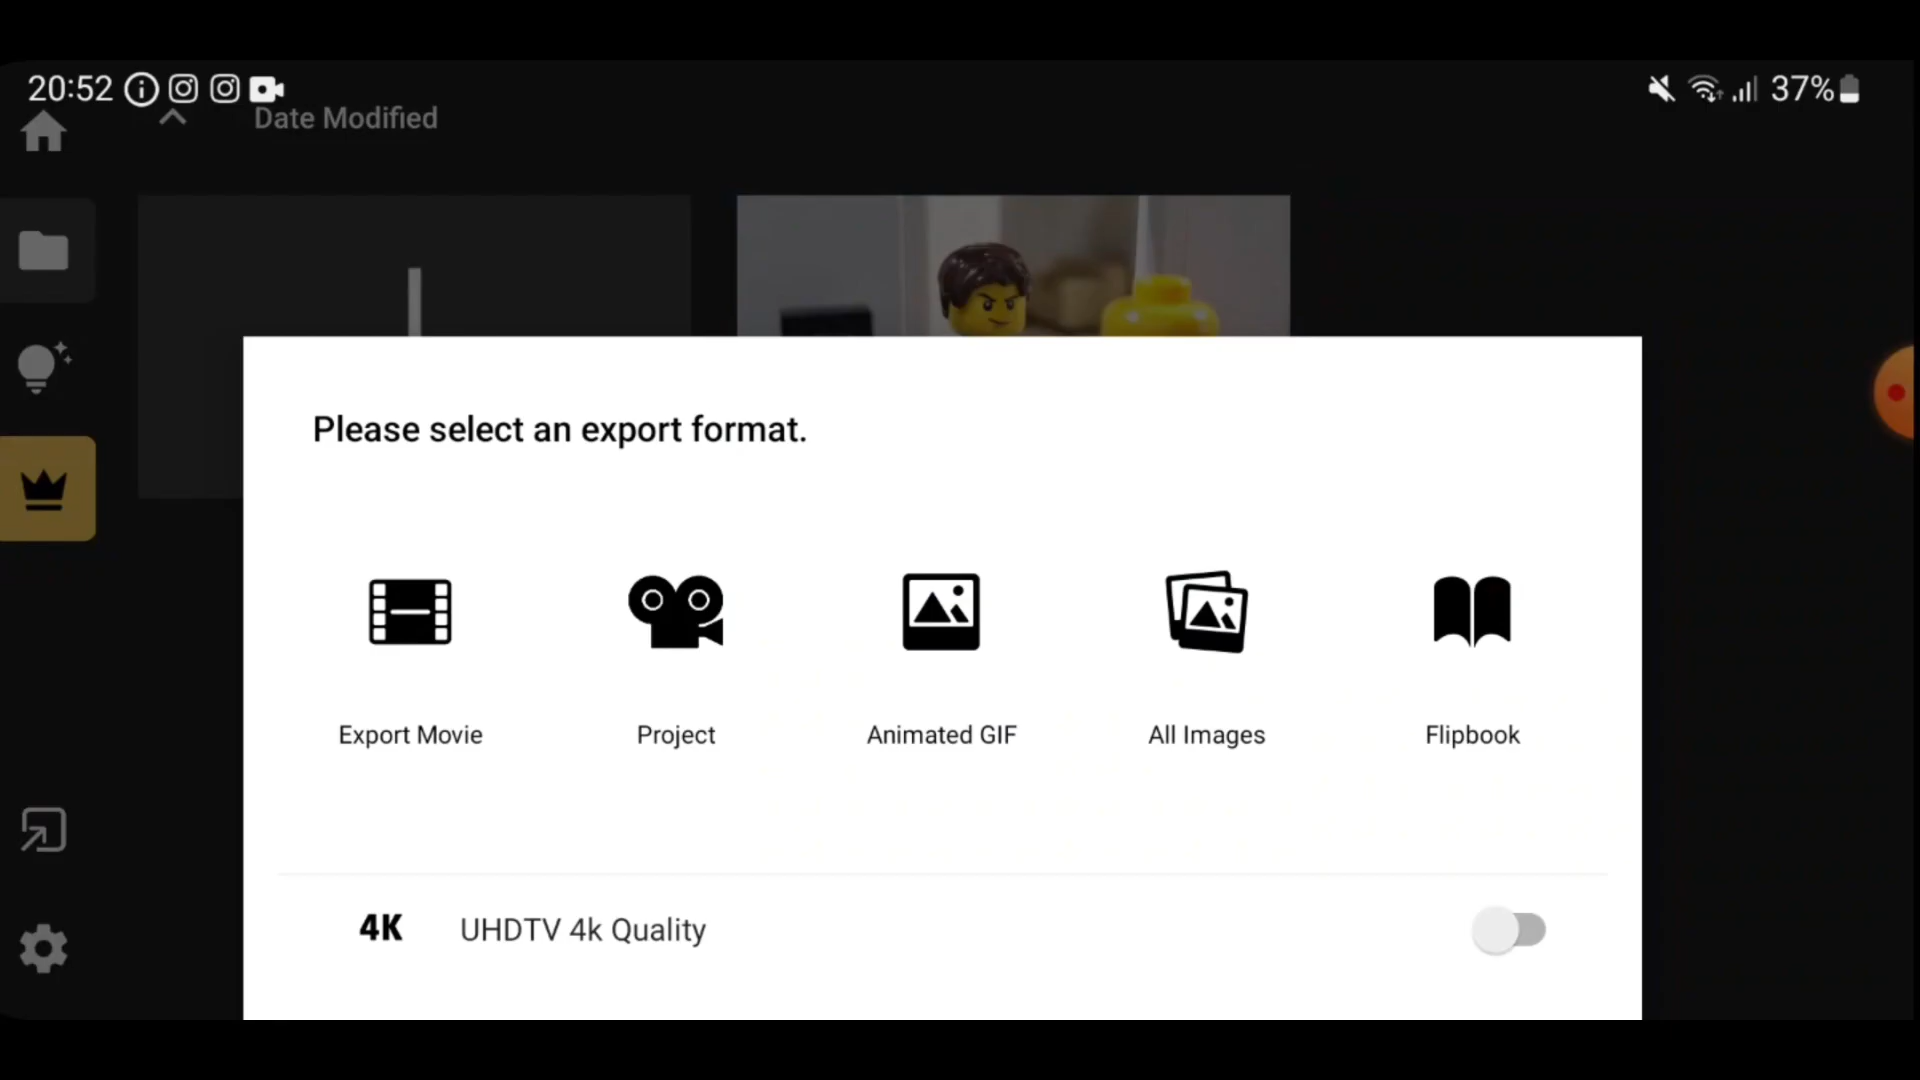 20:52
37%
Date Modified
Please select an export format.
Export Movie
Project
Animated GIF
All Images
Flipbook
4K UHDTV 4k Quality